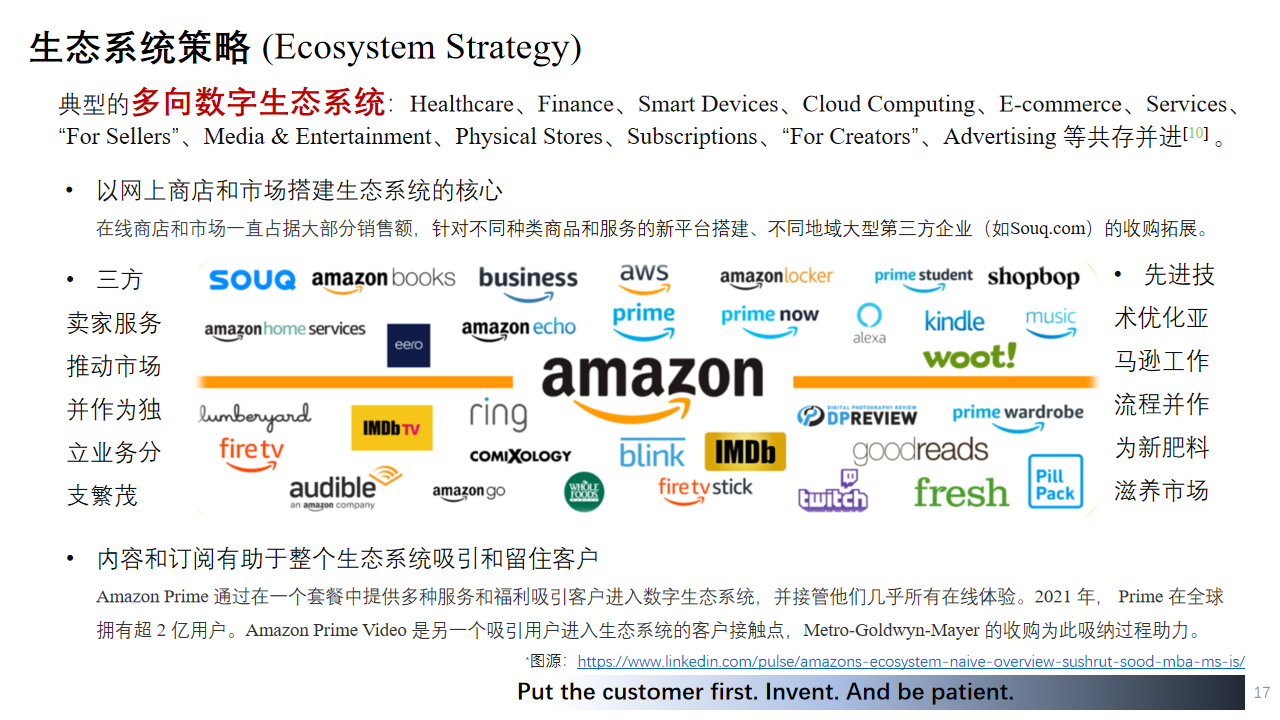 生态系统策略 (Ecosystem Strategy)
典型的多向数字生态系统：Healthcare、Finance、Smart Devices、Cloud Computing、E-commerce、Services、
“For Sellers”、Media & Entertainment、Physical Stores、Subscriptions、“For Creators”、Advertising 等共存并进[10] 。
• 以网上商店和市场搭建生态系统的核心
在线商店和市场一直占据大部分销售额，针对不同种类商品和服务的新平台搭建、不同地域大型第三方企业（如Souq.com）的收购拓展。
• 三方
卖家服务
推动市场
并作为独
立业务分
支繁茂
SOUQ amazon books business aws amazonlocker prime student shopbop
amazon home services eero amazon echo prime prime now alexa kindle music
woot!
amazon
lumberyard IMDb TV ring DIGITAL PHOTOGRAPHY REVIEW DPREVIEW prime wardrobe
fire tv COMIXOLOGY blink IMDb goodreads
audible an amazon company amazon go WHOLE FOODS fire tv stick twitch fresh Pill Pack
• 先进技
术优化亚
马逊工作
流程并作
为新肥料
滋养市场
• 内容和订阅有助于整个生态系统吸引和留住客户
Amazon Prime 通过在一个套餐中提供多种服务和福利吸引客户进入数字生态系统，并接管他们几乎所有在线体验。2021 年， Prime 在全球
拥有超 2 亿用户。Amazon Prime Video 是另一个吸引用户进入生态系统的客户接触点，Metro-Goldwyn-Mayer 的收购为此吸纳过程助力。
*图源：https://www.linkedin.com/pulse/amazons-ecosystem-naive-overview-sushrut-sood-mba-ms-is/
Put the customer first. Invent. And be patient.
17